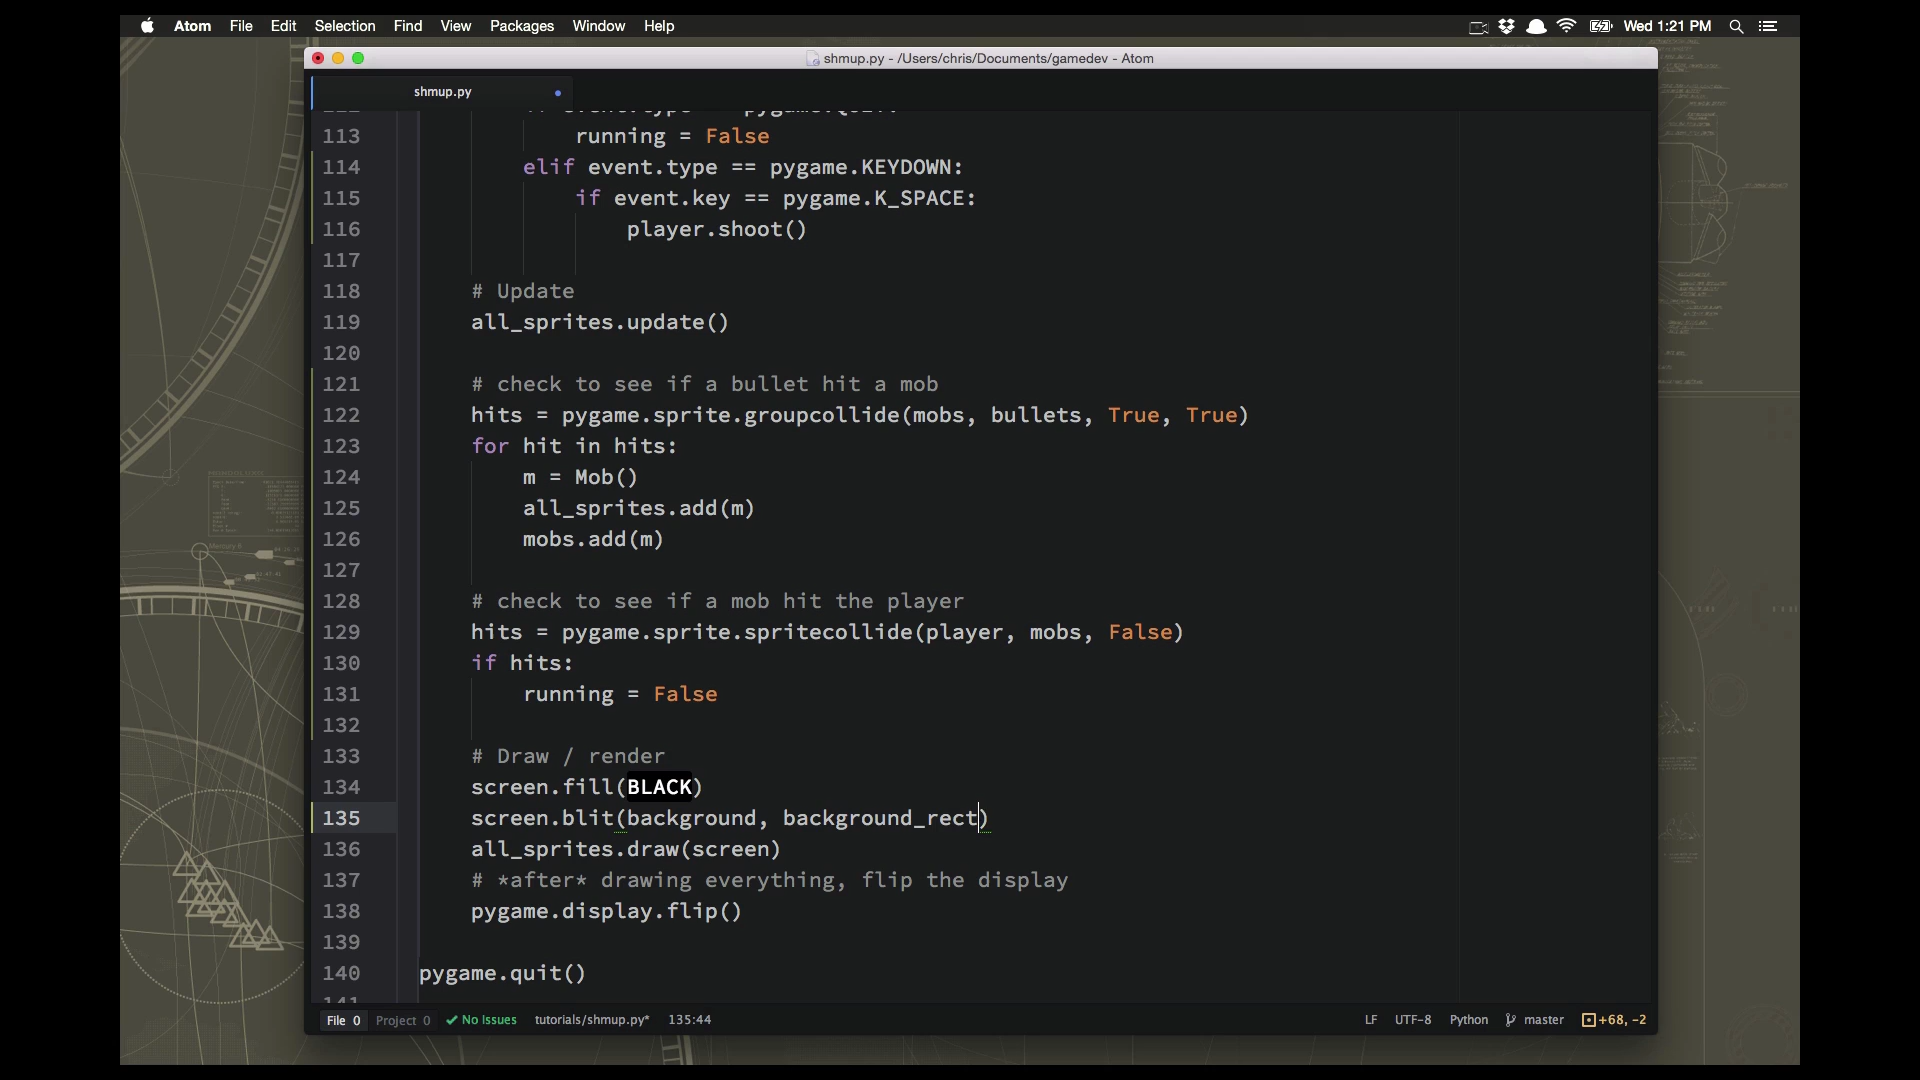 Atom File Edit Selection Find View Packages Window Help Wed 1:21 PM
shmup.py - /Users/chris/Documents/gamedev - Atom
shmup.py
113 running = False
114 elif event.type == pygame.KEYDOWN:
115 if event.key == pygame.K_SPACE:
116 player.shoot()
117
118 # Update
119 all_sprites.update()
120
121 # check to see if a bullet hit a mob
122 hits = pygame.sprite.groupcollide(mobs, bullets, True, True)
123 for hit in hits:
124 m = Mob()
125 all_sprites.add(m)
126 mobs.add(m)
127
128 # check to see if a mob hit the player
129 hits = pygame.sprite.spritecollide(player, mobs, False)
130 if hits:
131 running = False
132
133 # Draw / render
134 screen.fill(BLACK)
135 screen.blit(background, background_rect)
136 all_sprites.draw(screen)
137 # *after* drawing everything, flip the display
138 pygame.display.flip()
139
140 pygame.quit()
File 0 Project 0 No Issues tutorials/shmup.py* 135:44 LF UTF-8 Python master +68, -2